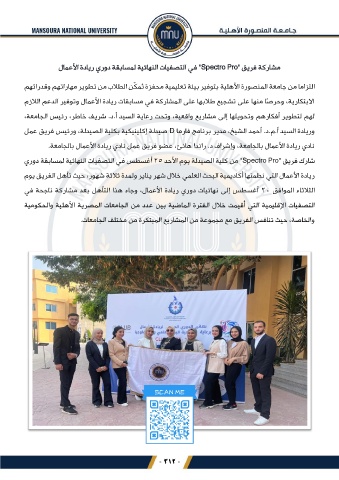 MANSOURA NATIONAL UNIVERSITY
جـامـعـة المنصـورة الأهلـيـة
مشاركة فريق "Spectro Pro" في التصفيات النهائية لمسابقة دوري ريادة الأعمال
التزاما من جامعة المنصورة الأهلية بتوفير بيئة تعليمية محفزة تمكّن الطلاب من تطوير مهاراتهم وقدراتهم
الابتكارية، وحرصًا منها على تشجيع طلابها على المشاركة في مسابقات ريادة الأعمال وتوفير الدعم اللازم
لهم لتطوير أفكارهم وتحويلها إلى مشاريع واقعية، وتحت رعاية السيد أ.د. شريف خاطر، رئيس الجامعة،
وريادة السيد أ.م.د. أحمد الشيخ، مدير برنامج فارما D صيدلة إكلينيكية بكلية الصيدلة، ورئيس فريق عمل
نادي ريادة الأعمال بالجامعة، وإشراف د. رانيا هاني، عضو فريق عمل نادي ريادة الأعمال بالجامعة.
شارك فريق "Spectro Pro" من كلية الصيدلة يوم الأحد ٢٥ أغسطس في التصفيات النهائية لمسابقة دوري
ريادة الأعمال التي نظمتها أكاديمية البحث العلمي خلال شهر يناير ولمدة ثلاثة شهور، حيث تأهل الفريق يوم
الثلاثاء الموافق ٢٠ أغسطس إلى نهائيات دوري ريادة الأعمال، وجاء هذا التأهل بعد مشاركة ناجحة في
التصفيات الإقليمية التي أقيمت خلال الفترة الماضية بين عدد من الجامعات المصرية الأهلية والحكومية
والخاصة، حيث تنافس الفريق مع مجموعة من المشاريع المبتكرة من مختلف الجامعات.
SCAN ME
- ٣١٢ -